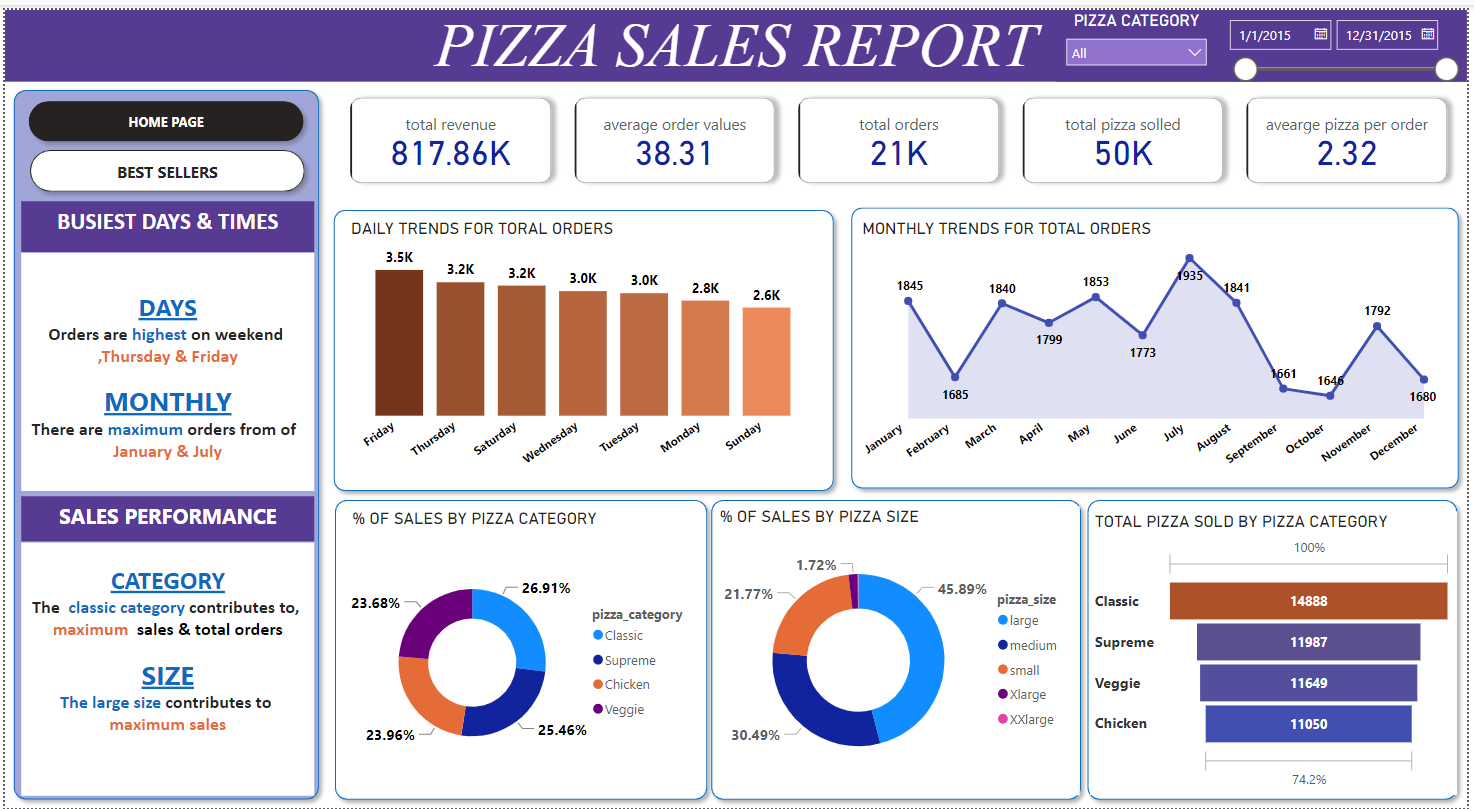 PIZZA SALES REPORT
PIZZA CATEGORY
All
1/1/2015
12/31/2015
HOME PAGE
BEST SELLERS
BUSIEST DAYS & TIMES
DAYS
Orders are highest on weekend
,Thursday & Friday
MONTHLY
There are maximum orders from of
January & July
SALES PERFORMANCE
CATEGORY
The classic category contributes to,
maximum sales & total orders
SIZE
The large size contributes to
maximum sales
total revenue
817.86K
average order values
38.31
total orders
21K
total pizza solled
50K
avearge pizza per order
2.32
DAILY TRENDS FOR TORAL ORDERS
3.5K
3.2K
3.2K
3.0K
3.0K
2.8K
2.6K
Friday
Thursday
Saturday
Wednesday
Tuesday
Monday
Sunday
MONTHLY TRENDS FOR TOTAL ORDERS
1845
1685
1840
1799
1853
1773
1935
1841
1661
1646
1792
1680
January
February
March
April
May
June
July
August
September
October
November
December
% OF SALES BY PIZZA CATEGORY
26.91%
25.46%
23.96%
23.68%
pizza_category
Classic
Supreme
Chicken
Veggie
% OF SALES BY PIZZA SIZE
45.89%
30.49%
21.77%
1.72%
pizza_size
large
medium
small
Xlarge
XXlarge
TOTAL PIZZA SOLD BY PIZZA CATEGORY
100%
Classic 14888
Supreme 11987
Veggie 11649
Chicken 11050
74.2%